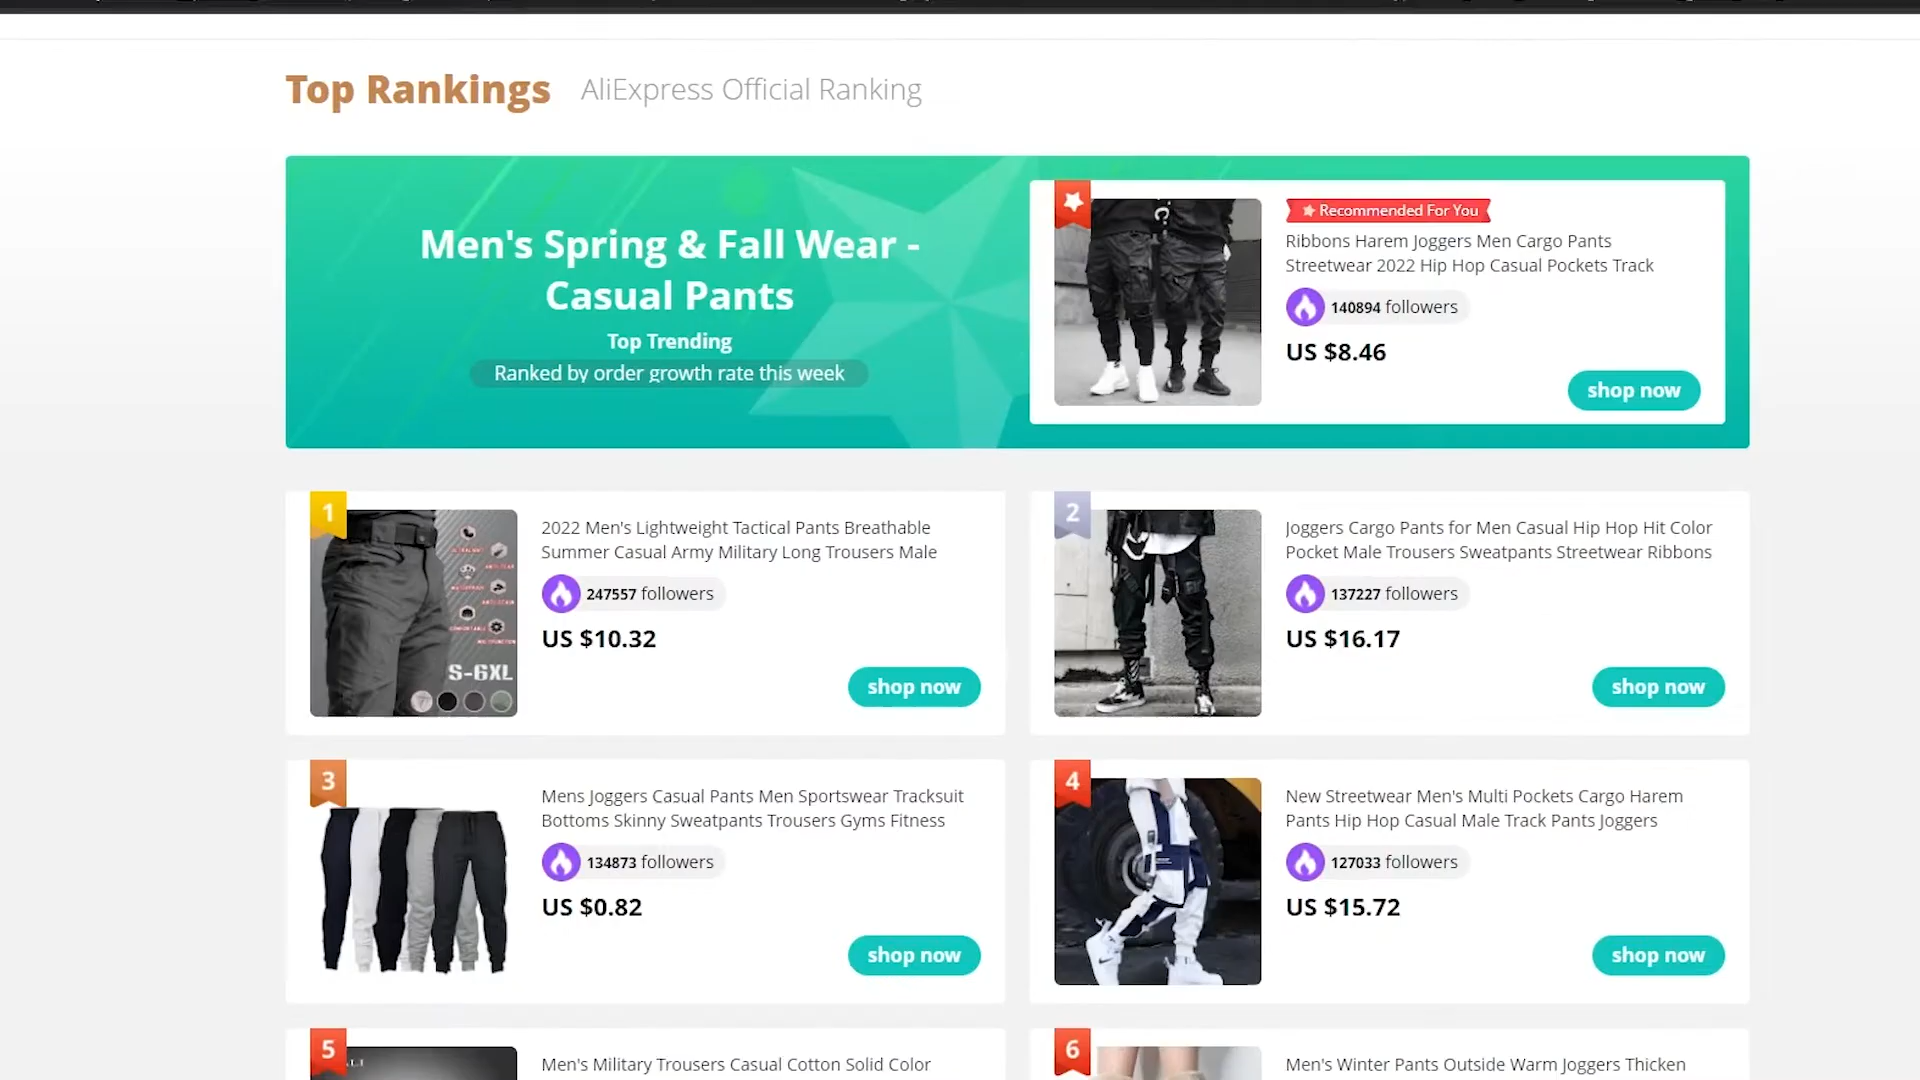 Top Rankings AliExpress Official Ranking
Men's Spring & Fall Wear -
Casual Pants
Top Trending
Ranked by order growth rate this week
Recommended For You
Ribbons Harem Joggers Men Cargo Pants
Streetwear 2022 Hip Hop Casual Pockets Track
140894 followers
US $8.46
shop now
1
S-6XL
2022 Men's Lightweight Tactical Pants Breathable
Summer Casual Army Military Long Trousers Male
247557 followers
US $10.32
shop now
2
Joggers Cargo Pants for Men Casual Hip Hop Hit Color
Pocket Male Trousers Sweatpants Streetwear Ribbons
137227 followers
US $16.17
shop now
3
Mens Joggers Casual Pants Men Sportswear Tracksuit
Bottoms Skinny Sweatpants Trousers Gyms Fitness
134873 followers
US $0.82
shop now
4
New Streetwear Men's Multi Pockets Cargo Harem
Pants Hip Hop Casual Male Track Pants Joggers
127033 followers
US $15.72
shop now
5
Men's Military Trousers Casual Cotton Solid Color
6
Men's Winter Pants Outside Warm Joggers Thicken